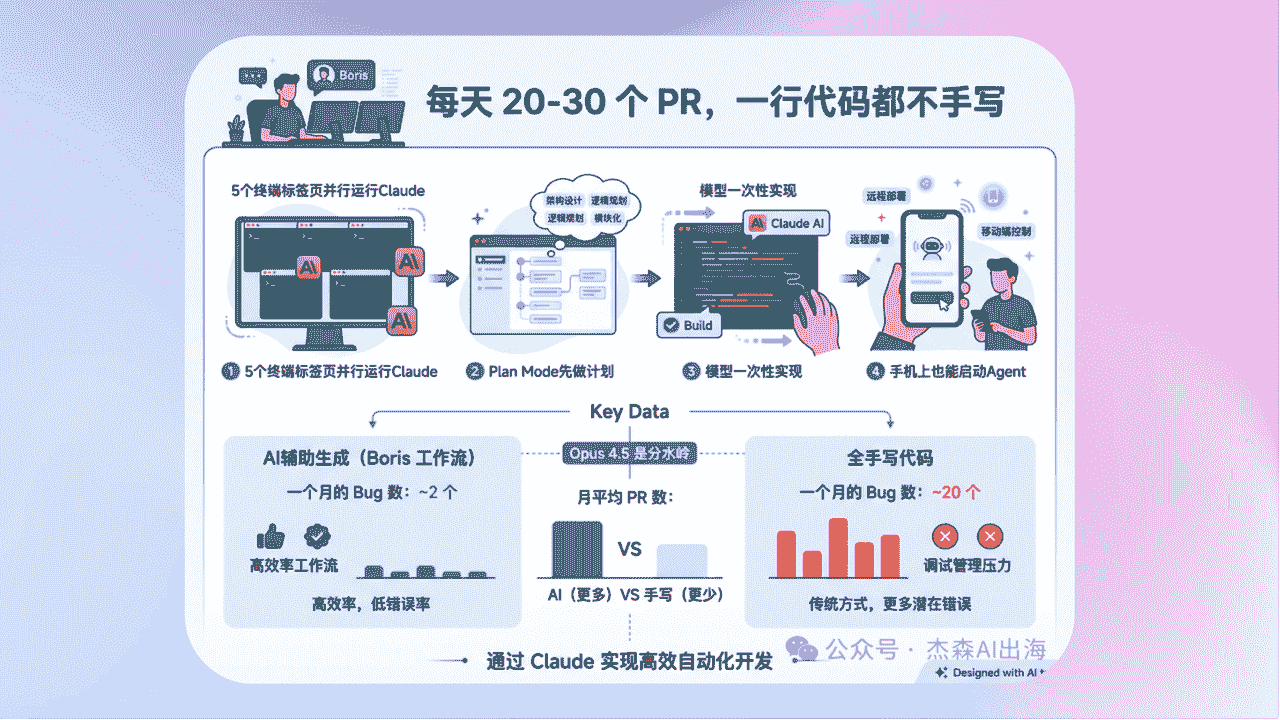 Boris
每天 20-30 个 PR，一行代码都不手写
5个终端标签页并行运行Claude
架构设计 逻辑规划
逻辑规划 模块化
模型一次性实现
Claude AI
Build
远程部署
远程部署
移动端控制
1 5个终端标签页并行运行Claude
2 Plan Mode先做计划
3 模型一次性实现
4 手机上也能启动Agent
Key Data
AI辅助生成（Boris 工作流）
一个月的 Bug 数：~2 个
高效率工作流
高效率，低错误率
Opus 4.5 是分水岭
月平均 PR 数：
VS
AI（更多）VS 手写（更少）
全手写代码
一个月的 Bug 数：~20 个
调试管理压力
传统方式，更多潜在错误
通过 Claude 实现高效自动化开发
公众号 · 杰森AI出海
Designed with AI